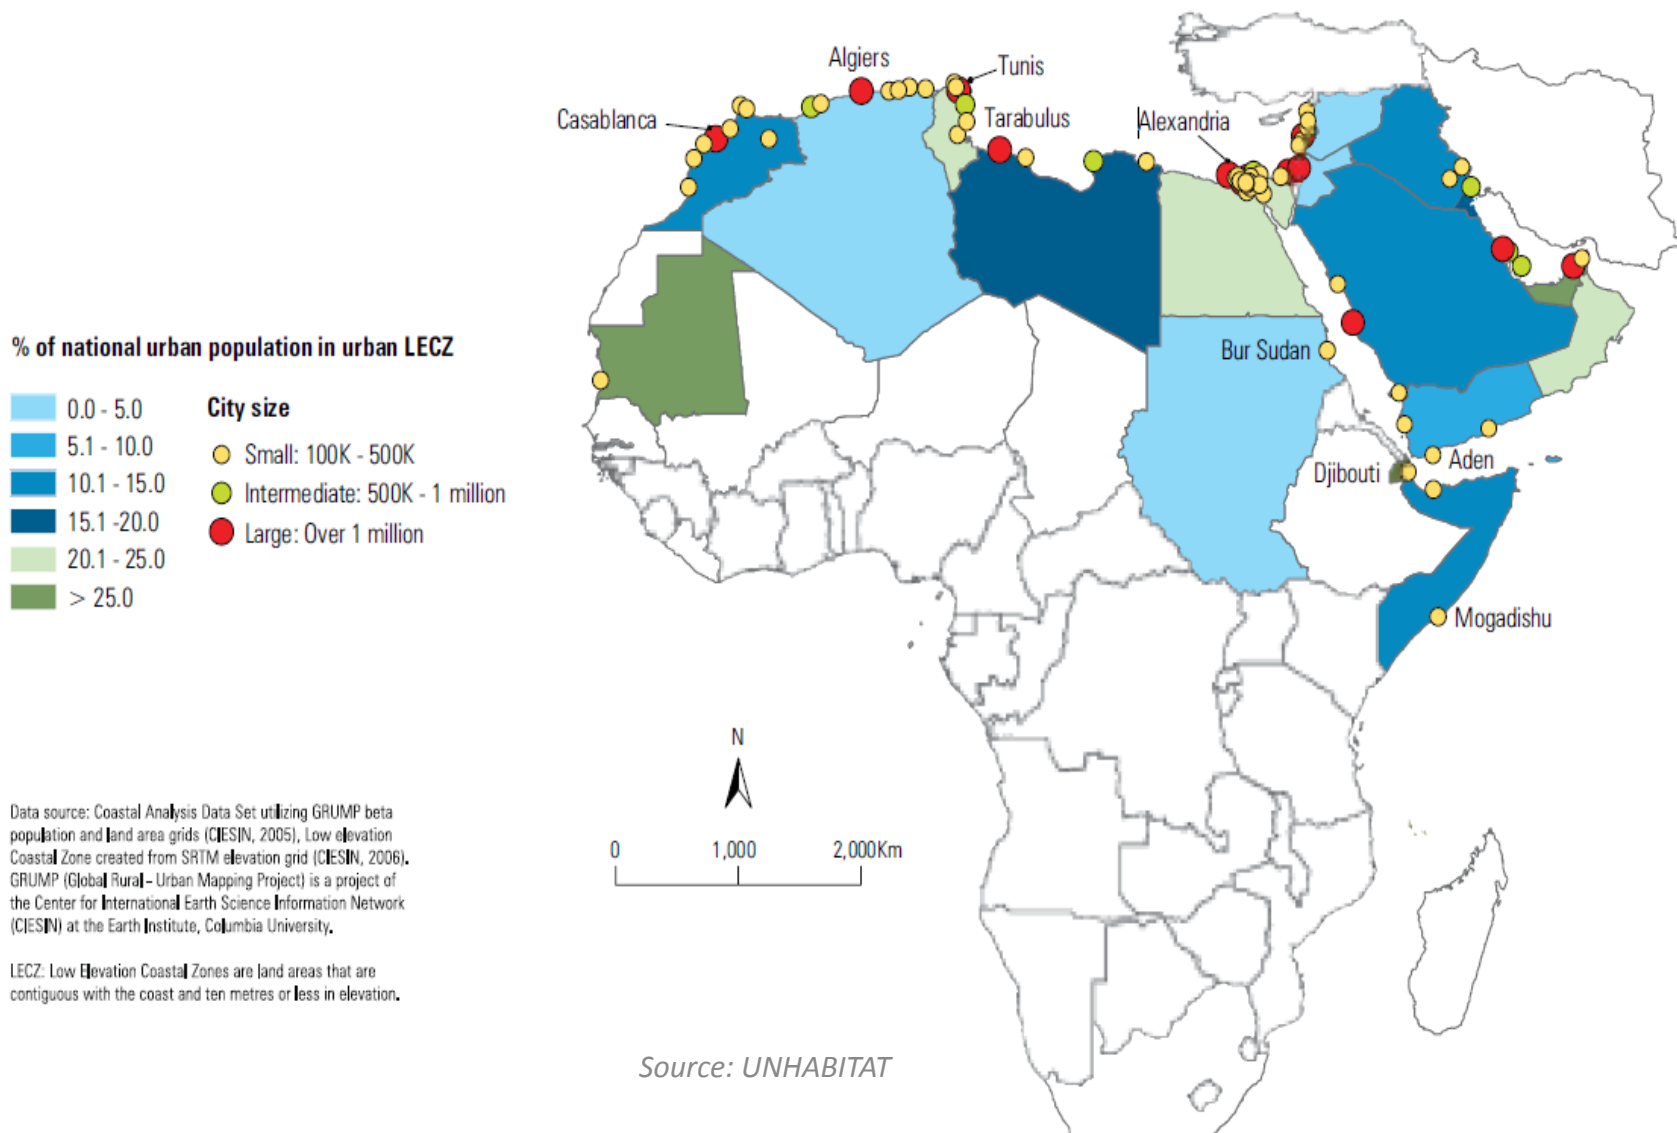 Algiers
Tunis
Casablanca
Tarabulus
Alexandria
% of national urban population in urban LECZ
Bur Sudan
0.0 - 5.0
City size
5.1 - 10.0
Small: 100K - 500K
Aden
Djibouti
10.1 - 15.0
Intermediate: 500K - 1 million
15.1 -20.0
Large: Over 1 million
20.1 - 25.0
> 25.0
Mogadishu
N
Data source: Coastal Analysis Data Set utilizing GRUMP beta
population and land area grids (CIESIN, 2005), Low elevation
Coastal Zone created from SRTM elevation grid (CIESIN, 2006).
GRUMP (Global Rural – Urban Mapping Project) is a project of
the Center for International Earth Science Information Network
(CIESIN) at the Earth Institute, Columbia University.
0 1,000 2,000Km
LECZ: Low Elevation Coastal Zones are land areas that are
contiguous with the coast and ten metres or less in elevation.
Source: UNHABITAT